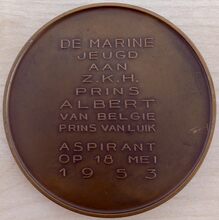 DE MARINE
JEUGD
AAN
Z.K.H.
PRINS
ALBERT
VAN BELGIE
PRINS VAN LUIK
ASPIRANT
OP 18 MEI
1953